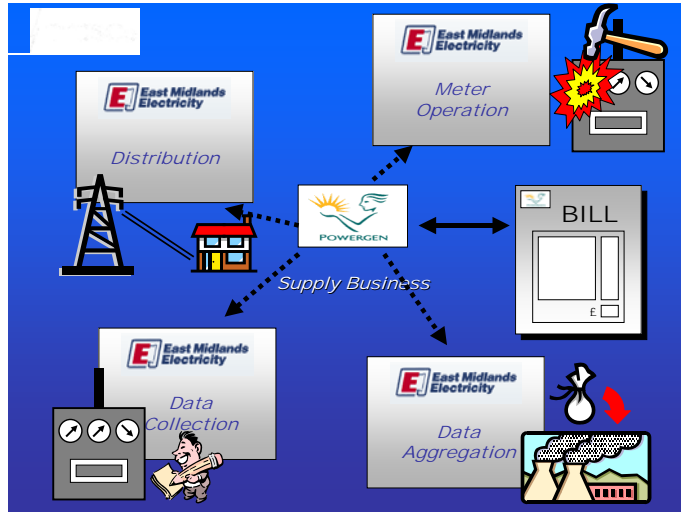 East Midlands
Electricity
Meter
Operation
East Midlands
Electricity
Distribution
POWERGEN
BILL
£
Supply Business
East Midlands
Electricity
Data
Collection
East Midlands
Electricity
Data
Aggregation